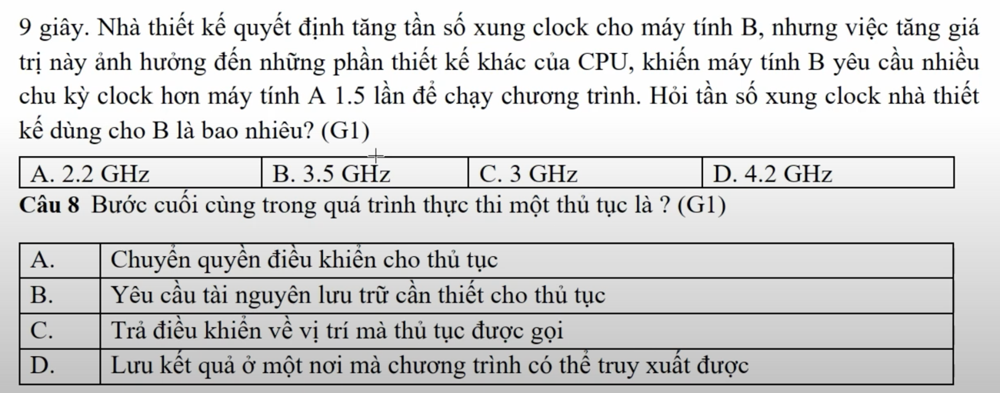 9 giây. Nhà thiết kế quyết định tăng tần số xung clock cho máy tính B, nhưng việc tăng giá
trị này ảnh hưởng đến những phần thiết kế khác của CPU, khiến máy tính B yêu cầu nhiều
chu kỳ clock hơn máy tính A 1.5 lần để chạy chương trình. Hỏi tần số xung clock nhà thiết
kế dùng cho B là bao nhiêu? (G1)
A. 2.2 GHz B. 3.5 GHz C. 3 GHz D. 4.2 GHz
Câu 8 Bước cuối cùng trong quá trình thực thi một thủ tục là ? (G1)
A. Chuyển quyền điều khiển cho thủ tục
B. Yêu cầu tài nguyên lưu trữ cần thiết cho thủ tục
C. Trả điều khiển về vị trí mà thủ tục được gọi
D. Lưu kết quả ở một nơi mà chương trình có thể truy xuất được